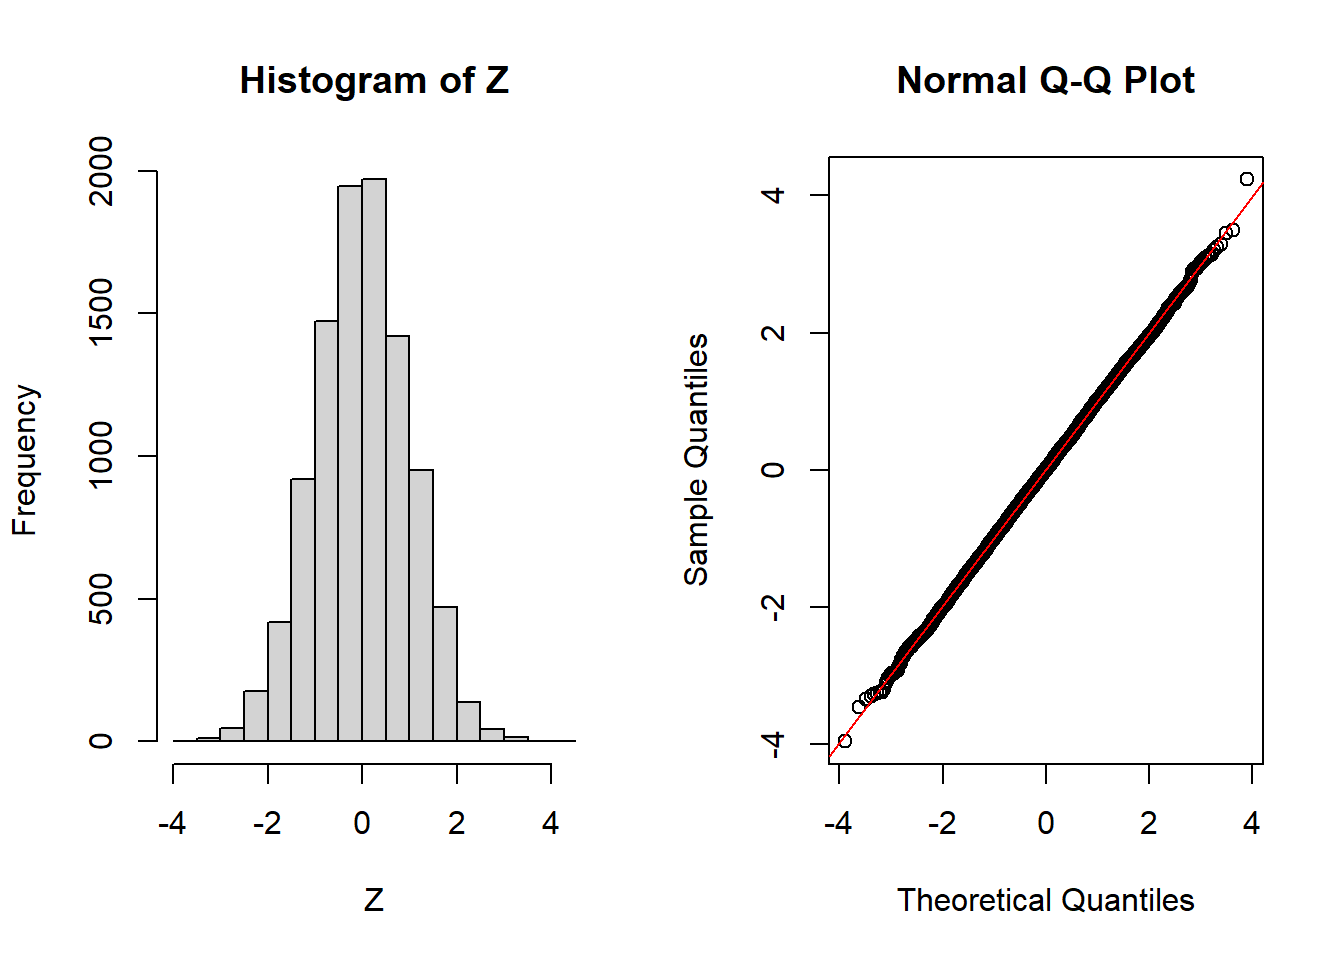 Histogram of Z
Frequency
2000
1500
1000
500
0
-4 -2 0 2 4
Z
Normal Q-Q Plot
Sample Quantiles
4
2
0
-2
-4
-4 -2 0 2 4
Theoretical Quantiles